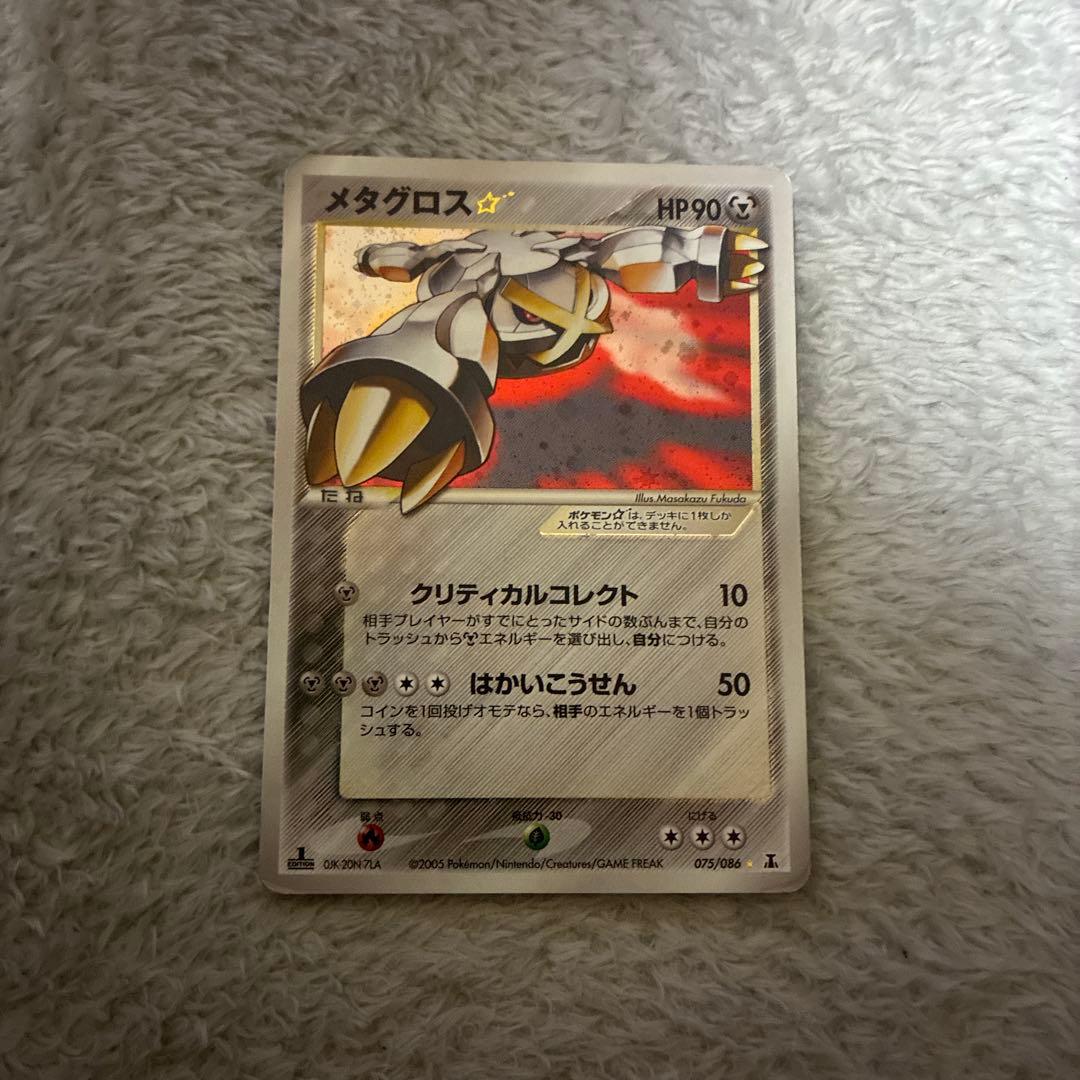 メタグロス☆ HP90
たね
Illus.Masakazu Fukuda
ポケモン☆は、デッキに1枚しか
入れることができません。
クリティカルコレクト 10
相手プレイヤーがすでにとったサイドの数ぶんまで、自分の
トラッシュからエネルギーを選び出し、自分につける。
はかいこうせん 50
コインを1回投げオモテなら、相手のエネルギーを1個トラッ
シュする。
弱点 抵抗力 -30 にげる
1 EDITION 0JK-20N-7LA ©2005 Pokémon/Nintendo/Creatures/GAME FREAK 075/086